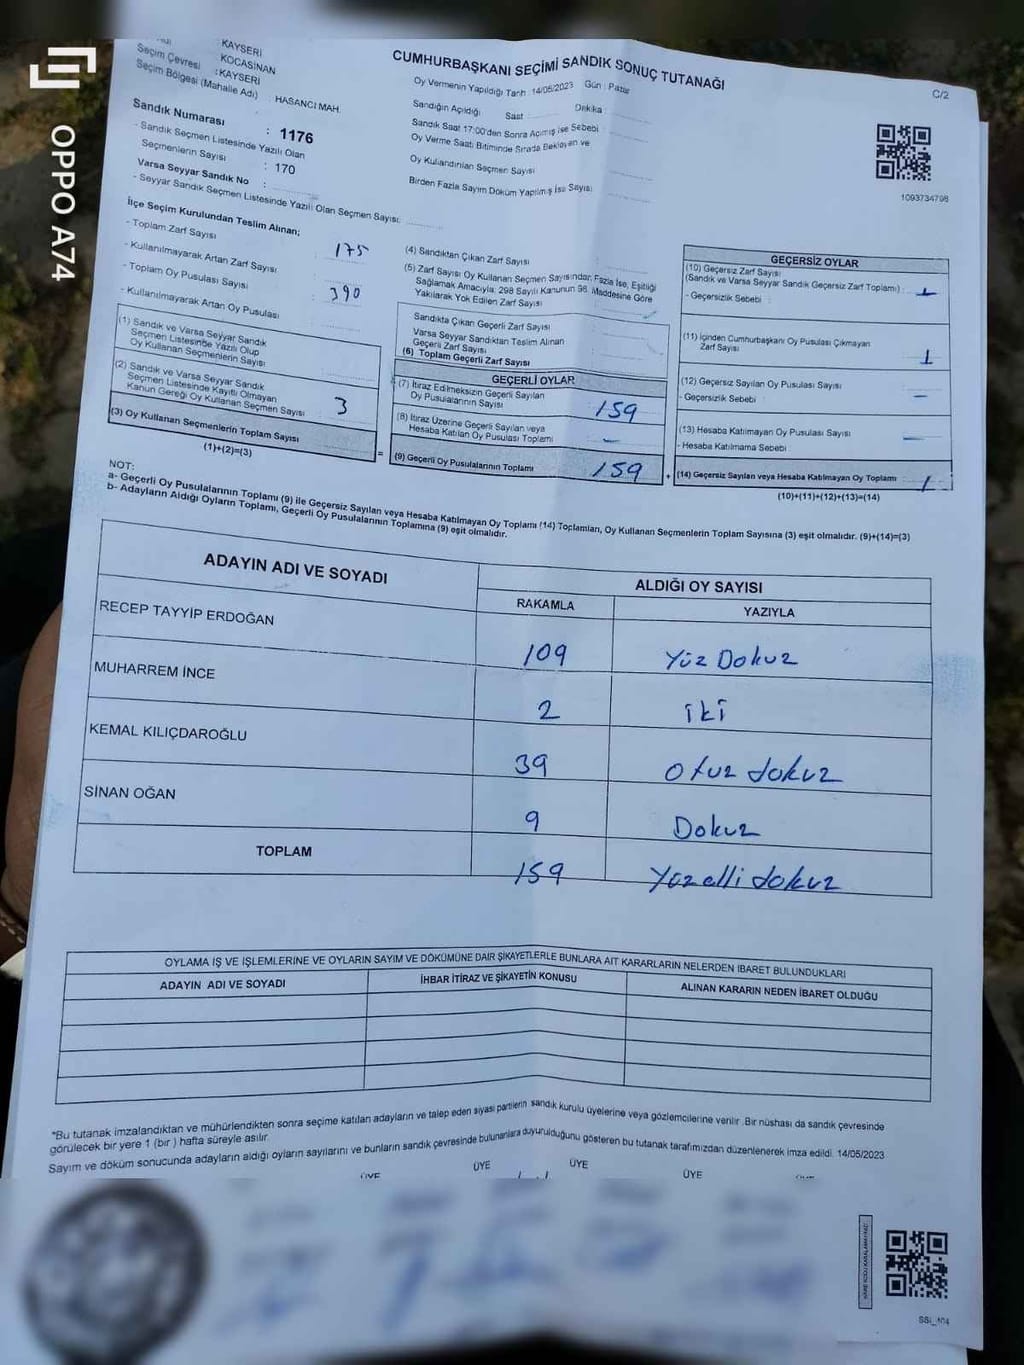 KAYSERİ
KOCASİNAN
Seçim Çevresi : KAYSERİ
Seçim Bölgesi (Mahalle Adı) : HASANCI MAH.
CUMHURBAŞKANI SEÇİMİ SANDIK SONUÇ TUTANAĞI
C/2
Oy Vermenin Yapıldığı Tarih : 14/05/2023 Gün : Pazar
Sandığın Açıldığı Saat Dakika
Sandık Saat 17:00'den Sonra Açılmış İse Sebebi :
Oy Verme Saati Bitiminde Sırada Bekleyen ve
Oy Kullandırılan Seçmen Sayısı
Birden Fazla Sayım Döküm Yapılmış İse Sayısı
1093734798
Sandık Numarası : 1176
- Sandık Seçmen Listesinde Yazılı Olan
Seçmenlerin Sayısı : 170
Varsa Seyyar Sandık No :
- Seyyar Sandık Seçmen Listesinde Yazılı Olan Seçmen Sayısı:
İlçe Seçim Kurulundan Teslim Alınan;
- Toplam Zarf Sayısı : 175
- Kullanılmayarak Artan Zarf Sayısı
- Toplam Oy Pusulası Sayısı : 390
- Kullanılmayarak Artan Oy Pusulası
(1) Sandık ve Varsa Seyyar Sandık
Seçmen Listesinde Yazılı Olup
Oy Kullanan Seçmenlerin Sayısı
(2) Sandık ve Varsa Seyyar Sandık
Seçmen Listesinde Kayıtlı Olmayan
Kanun Gereği Oy Kullanan Seçmen Sayısı 3
(3) Oy Kullanan Seçmenlerin Toplam Sayısı
(1)+(2)=(3)
=
(4) Sandıktan Çıkan Zarf Sayısı
(5) Zarf Sayısı Oy Kullanan Seçmen Sayısından Fazla İse, Eşitliği
Sağlamak Amacıyla; 298 Sayılı Kanunun 98. Maddesine Göre
Yakılarak Yok Edilen Zarf Sayısı
Sandıkta Çıkan Geçerli Zarf Sayısı
Varsa Seyyar Sandıktan Teslim Alınan
Geçerli Zarf Sayısı
(6) Toplam Geçerli Zarf Sayısı
GEÇERLİ OYLAR
(7) İtiraz Edilmeksizin Geçerli Sayılan
Oy Pusulalarının Sayısı 159
(8) İtiraz Üzerine Geçerli Sayılan veya
Hesaba Katılan Oy Pusulası Toplamı -
(9) Geçerli Oy Pusulalarının Toplamı 159
+
GEÇERSİZ OYLAR
(10) Geçersiz Zarf Sayısı
(Sandık ve Varsa Seyyar Sandık Geçersiz Zarf Toplamı) :
- Geçersizlik Sebebi :
(11) İçinden Cumhurbaşkanı Oy Pusulası Çıkmayan
Zarf Sayısı 1
(12) Geçersiz Sayılan Oy Pusulası Sayısı -
- Geçersizlik Sebebi :
(13) Hesaba Katılmayan Oy Pusulası Sayısı -
- Hesaba Katılmama Sebebi
(14) Geçersiz Sayılan veya Hesaba Katılmayan Oy Toplamı 1
(10)+(11)+(12)+(13)=(14)
NOT:
a- Geçerli Oy Pusulalarının Toplamı (9) ile Geçersiz Sayılan veya Hesaba Katılmayan Oy Toplamı (14) Toplamları, Oy Kullanan Seçmenlerin Toplam Sayısına (3) eşit olmalıdır. (9)+(14)=(3)
b- Adayların Aldığı Oyların Toplamı, Geçerli Oy Pusulalarının Toplamına (9) eşit olmalıdır.
ADAYIN ADI VE SOYADI
ALDIĞI OY SAYISI
RAKAMLA YAZIYLA
RECEP TAYYİP ERDOĞAN 109 Yüz Dokuz
MUHARREM İNCE 2 iki
KEMAL KILIÇDAROĞLU 39 otuz dokuz
SİNAN OĞAN 9 Dokuz
TOPLAM 159 Yüzelli dokuz
OYLAMA İŞ VE İŞLEMLERİNE VE OYLARIN SAYIM VE DÖKÜMÜNE DAİR ŞİKAYETLERLE BUNLARA AİT KARARLARIN NELERDEN İBARET BULUNDUKLARI
ADAYIN ADI VE SOYADI İHBAR İTİRAZ VE ŞİKAYETİN KONUSU ALINAN KARARIN NEDEN İBARET OLDUĞU
*Bu tutanak imzalandıktan ve mühürlendikten sonra seçime katılan adayların ve talep eden siyasi partilerin sandık kurulu üyelerine veya gözlemcilerine verilir. Bir nüshası da sandık çevresinde
görülecek bir yere 1 (bir) hafta süreyle asılır.
Sayım ve döküm sonucunda adayların aldığı oyların sayılarını ve bunların sandık çevresinde bulunanlara duyurulduğunu gösteren bu tutanak tarafımızdan düzenlenerek imza edildi. 14/05/2023
ÜYE ÜYE ÜYE ÜYE
OPPO A74